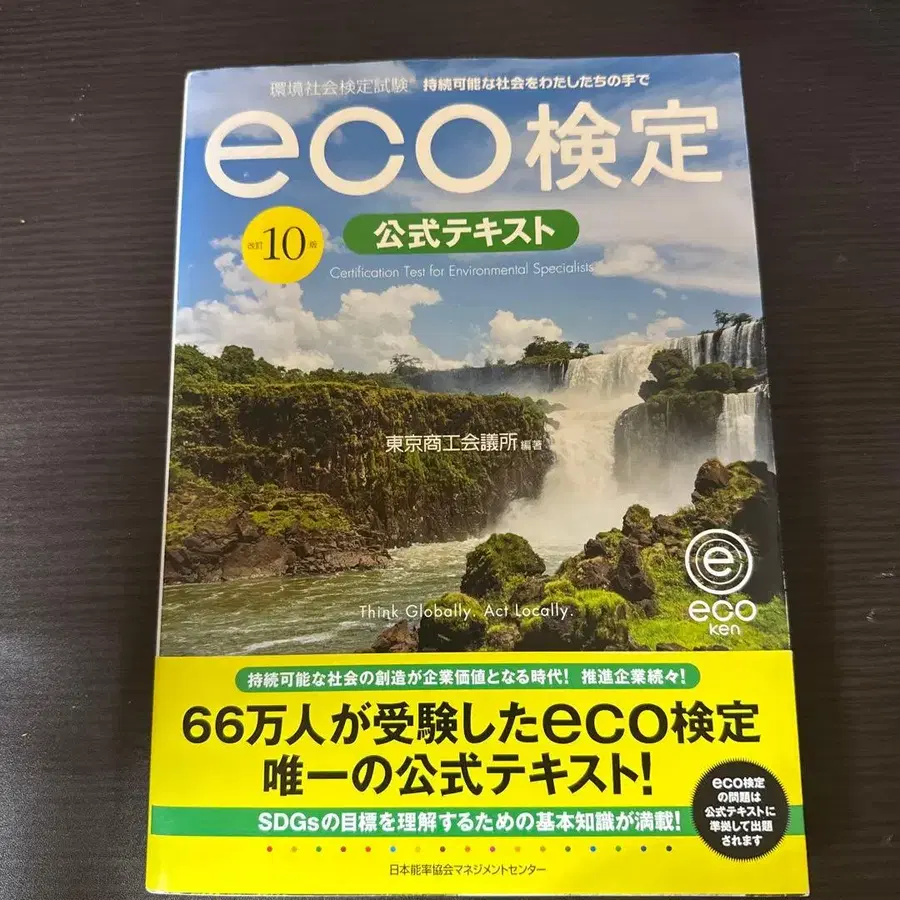 環境社会検定試験® 持続可能な社会をわたしたちの手で
eco検定
改訂10版
公式テキスト
Certification Test for Environmental Specialists
東京商工会議所 編著
e
eco
ken
Think Globally. Act Locally.
持続可能な社会の創造が企業価値となる時代! 推進企業続々!
66万人が受験したeco検定
唯一の公式テキスト!
SDGsの目標を理解するための基本知識が満載!
eco検定
の問題は
公式テキストに
準拠して出題
されます
日本能率協会マネジメントセンター